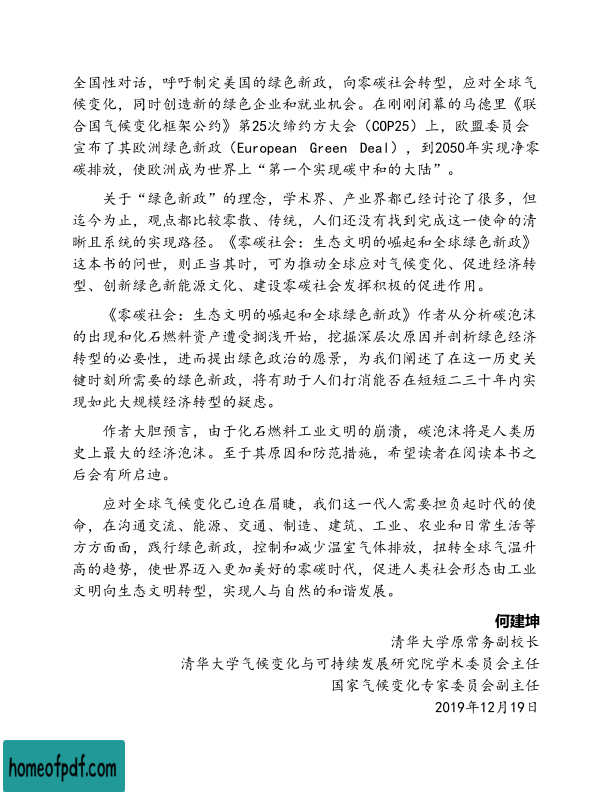 全国性对话，呼吁制定美国的绿色新政，向零碳社会转型，应对全球气
候变化，同时创造新的绿色企业和就业机会。在刚刚闭幕的马德里《联
合国气候变化框架公约》第25次缔约方大会（COP25）上，欧盟委员会
宣布了其欧洲绿色新政（European Green Deal），到2050年实现净零
碳排放，使欧洲成为世界上“第一个实现碳中和的大陆”。
关于“绿色新政”的理念，学术界、产业界都已经讨论了很多，但
迄今为止，观点都比较零散、传统，人们还没有找到完成这一使命的清
晰且系统的实现路径。《零碳社会：生态文明的崛起和全球绿色新政》
这本书的问世，则正当其时，可为推动全球应对气候变化、促进经济转
型、创新绿色新能源文化、建设零碳社会发挥积极的促进作用。
《零碳社会：生态文明的崛起和全球绿色新政》作者从分析碳泡沫
的出现和化石燃料资产遭受搁浅开始，挖掘深层次原因并剖析绿色经济
转型的必要性，进而提出绿色政治的愿景，为我们阐述了在这一历史关
键时刻所需要的绿色新政，将有助于人们打消能否在短短二三十年内实
现如此大规模经济转型的疑虑。
作者大胆预言，由于化石燃料工业文明的崩溃，碳泡沫将是人类历
史上最大的经济泡沫。至于其原因和防范措施，希望读者在阅读本书之
后会有所启迪。
应对全球气候变化已迫在眉睫，我们这一代人需要担负起时代的使
命，在沟通交流、能源、交通、制造、建筑、工业、农业和日常生活等
方方面面，践行绿色新政，控制和减少温室气体排放，扭转全球气温升
高的趋势，使世界迈入更加美好的零碳时代，促进人类社会形态由工业
文明向生态文明转型，实现人与自然的和谐发展。
何建坤
清华大学原常务副校长
清华大学气候变化与可持续发展研究院学术委员会主任
国家气候变化专家委员会副主任
2019年12月19日
homeofpdf.com